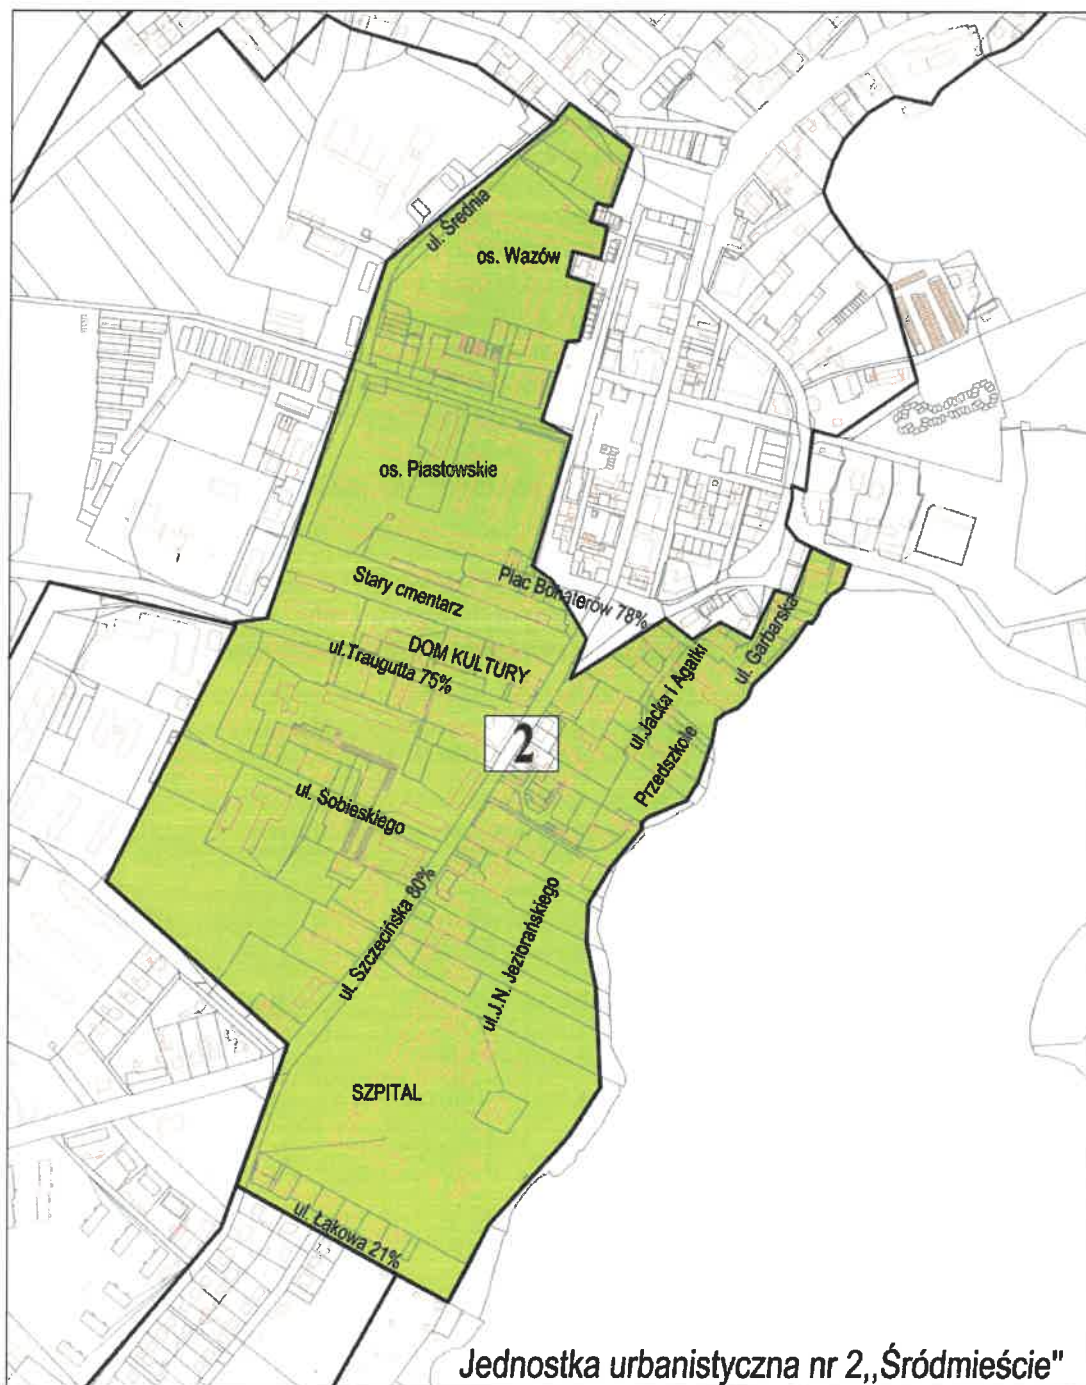 ul. Średnia
os. Wazów
os. Piastowskie
Stary cmentarz
Plac Bohaterów 78%
DOM KULTURY
ul.Traugutta 75%
ul. Garbarska
ul.Jacka i Agatki
Przedszkole
2
ul. Sobieskiego
ul. Szczecińska 80%
ul.J.N. Jeziorańskiego
SZPITAL
ul. Łąkowa 21%
Jednostka urbanistyczna nr 2,,Śródmieście"